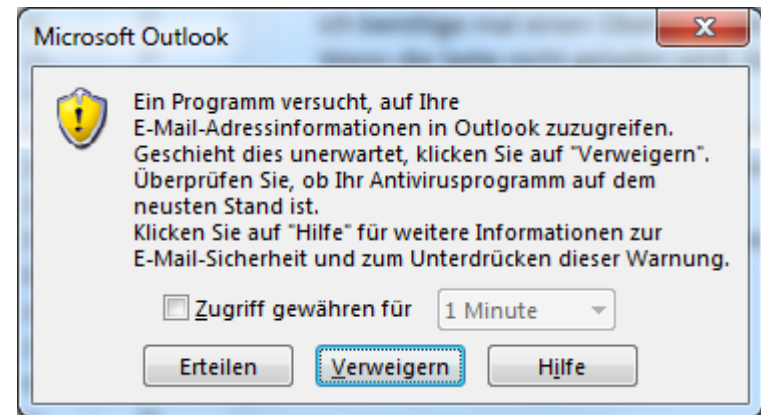 Microsoft Outlook
Ein Programm versucht, auf Ihre
E-Mail-Adressinformationen in Outlook zuzugreifen.
Geschieht dies unerwartet, klicken Sie auf "Verweigern".
Überprüfen Sie, ob Ihr Antivirusprogramm auf dem
neusten Stand ist.
Klicken Sie auf "Hilfe" für weitere Informationen zur
E-Mail-Sicherheit und zum Unterdrücken dieser Warnung.
Zugriff gewähren für 1 Minute
Erteilen Verweigern Hilfe